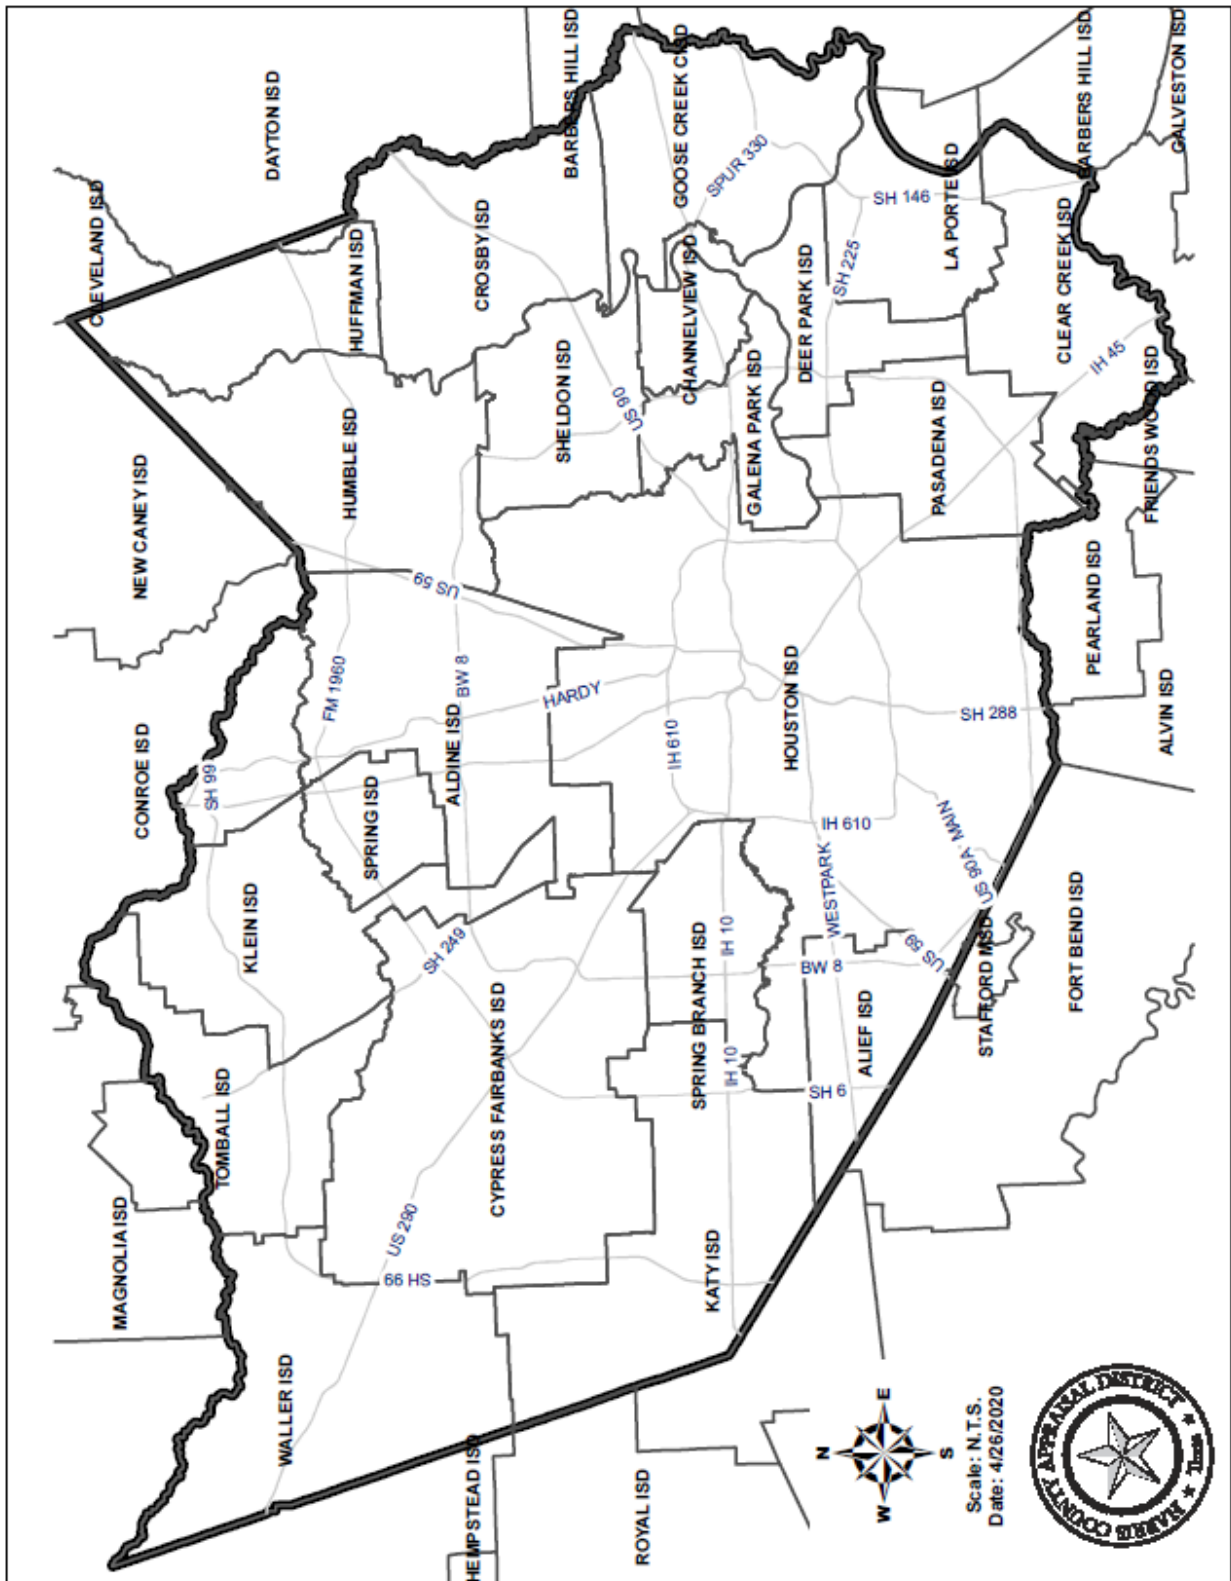 CLEVELAND ISD
DAYTON ISD
BARBERS HILL ISD
GOOSE CREEK CISD
BARBERS HILL ISD
GALVESTON ISD
HUFFMAN ISD
CROSBY ISD
SPUR 330
SH 146
LA PORTE ISD
CHANNELVIEW ISD
SH 225
DEER PARK ISD
CLEAR CREEK ISD
IH 45
NEW CANEY ISD
HUMBLE ISD
SHELDON ISD
US 90
GALENA PARK ISD
PASADENA ISD
FRIENDSWOOD ISD
US 59
CONROE ISD
FM 1960
BW 8
HARDY
IH 610
HOUSTON ISD
SH 288
PEARLAND ISD
ALVIN ISD
SH 99
SPRING ISD
ALDINE ISD
IH 610
US 90A MAIN
WESTPARK
KLEIN ISD
SH 249
IH 10
BW 8
US 59
STAFFORD MSD
FORT BEND ISD
SPRING BRANCH ISD
ALIEF ISD
TOMBALL ISD
CYPRESS FAIRBANKS ISD
IH 10
SH 6
MAGNOLIA ISD
US 290
SH 99
KATY ISD
WALLER ISD
HEMPSTEAD ISD
ROYAL ISD
N
W
E
S
Scale: N.T.S.
Date: 4/26/2020
HARRIS COUNTY APPRAISAL DISTRICT